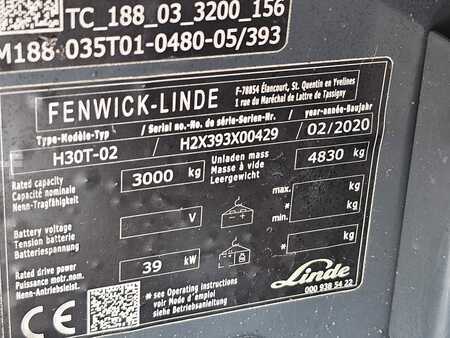 TC_188_03_3200_156
M188-035T01-0480-05/393
FENWICK-LINDE
F-78854 Élancourt, St. Quentin en Yvelines
1 rue du Maréchal de Lattre de Tassigny
Type-Modèle-Typ / Serial no.-No. de série-Serien-Nr. / year-année-Baujahr
H30T-02 H2X393X00429 02/2020
Rated capacity
Capacité nominale
Nenn-Tragfähigkeit
3000 kg
Unladen mass
Masse à vide
Leergewicht
4830 kg
Battery voltage
Tension batterie
Batteriespannung
V
max. kg
* kg
min.
* kg
Rated drive power
Puissance motr.nom.
Nenn-Antriebsleist.
39 kW
* see Operating Instructions
voir Mode d'emploi
siehe Betriebsanleitung
Linde
000 938 54 22
CE